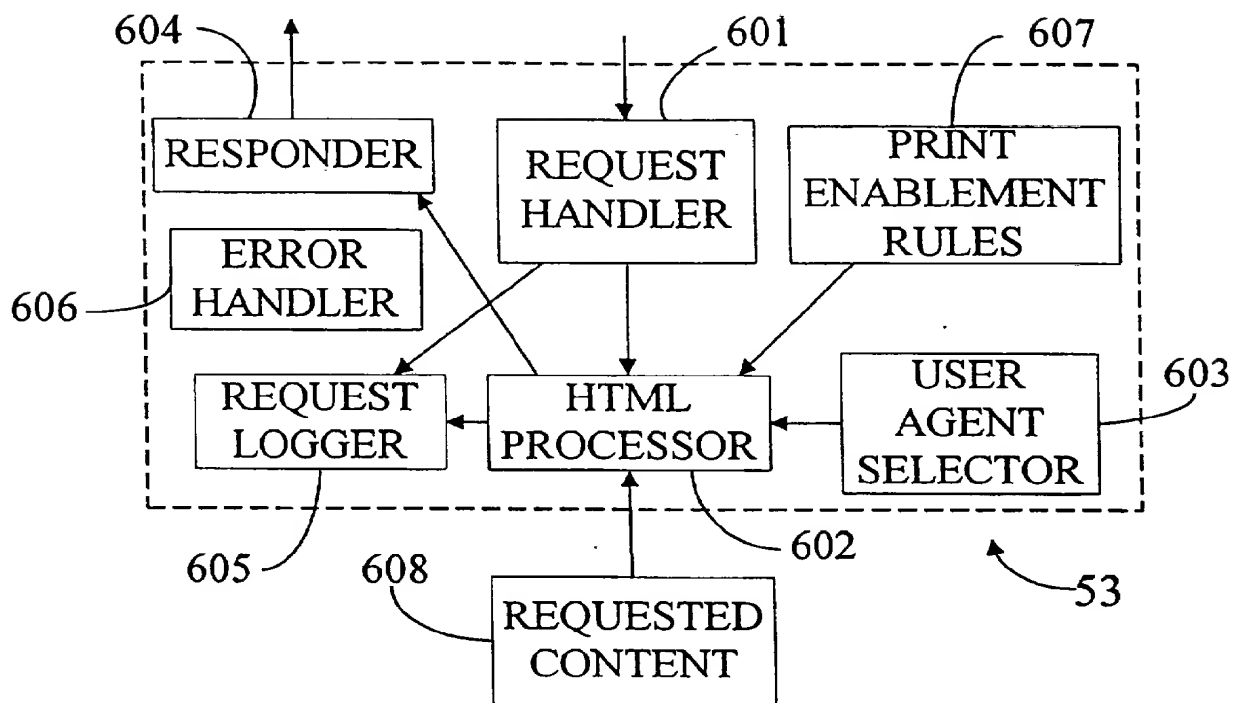 604
601
607
RESPONDER
REQUEST
HANDLER
PRINT
ENABLEMENT
RULES
ERROR
HANDLER
606
REQUEST
LOGGER
HTML
PROCESSOR
USER
AGENT
SELECTOR
603
605
608
602
53
REQUESTED
CONTENT